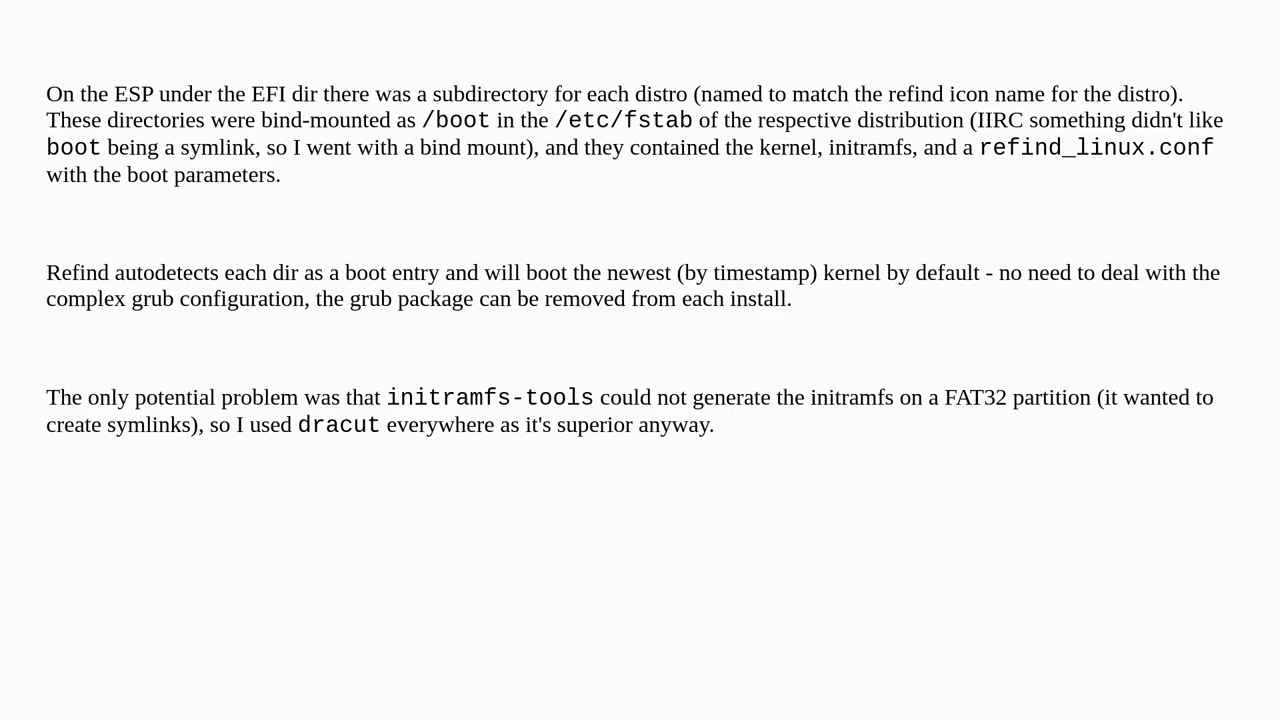 On the ESP under the EFI dir there was a subdirectory for each distro (named to match the refind icon name for the distro).
These directories were bind-mounted as /boot in the /etc/fstab of the respective distribution (IIRC something didn't like
boot being a symlink, so I went with a bind mount), and they contained the kernel, initramfs, and a refind_linux.conf
with the boot parameters.
Refind autodetects each dir as a boot entry and will boot the newest (by timestamp) kernel by default - no need to deal with the
complex grub configuration, the grub package can be removed from each install.
The only potential problem was that initramfs-tools could not generate the initramfs on a FAT32 partition (it wanted to
create symlinks), so I used dracut everywhere as it's superior anyway.